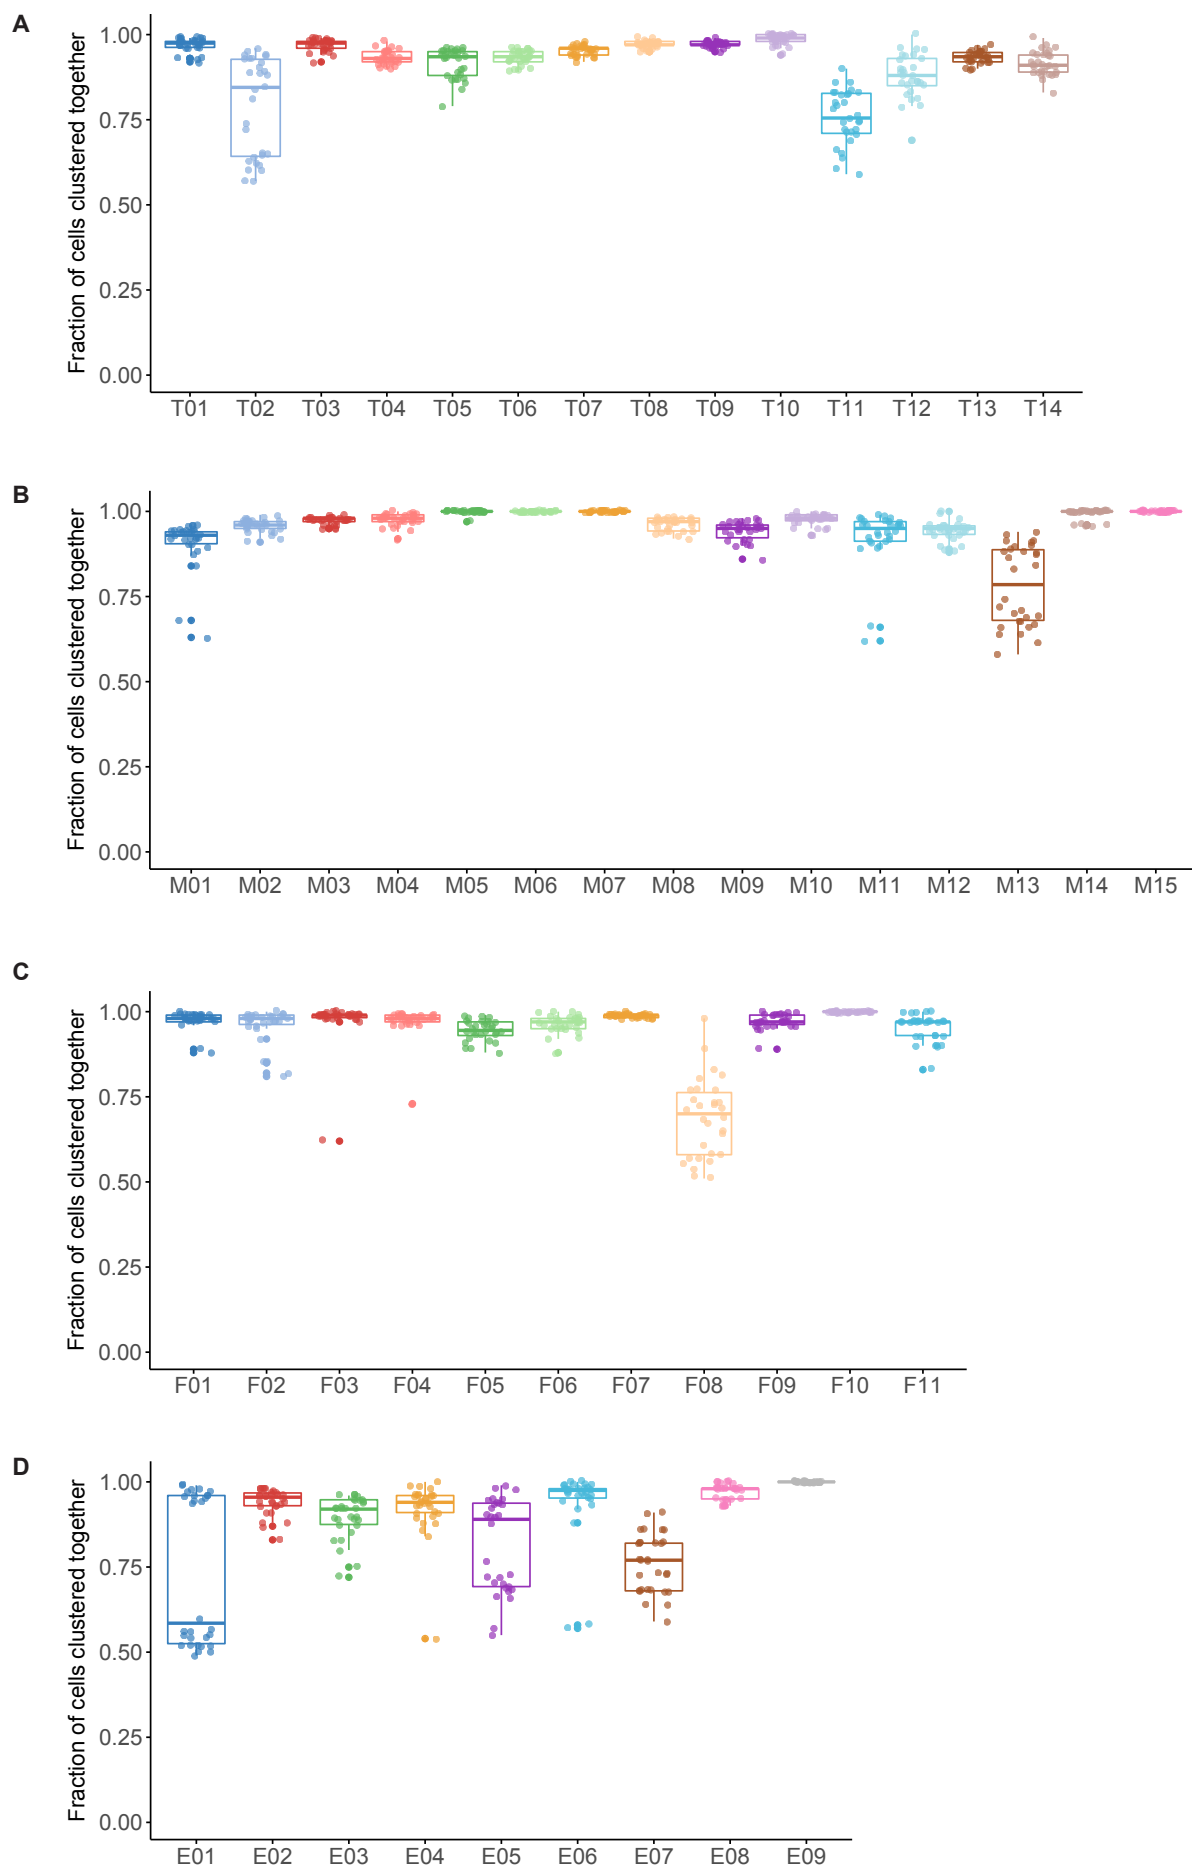 A
Fraction of cells clustered together
1.00
0.75
0.50
0.25
0.00
T01 T02 T03 T04 T05 T06 T07 T08 T09 T10 T11 T12 T13 T14
B
Fraction of cells clustered together
1.00
0.75
0.50
0.25
0.00
M01 M02 M03 M04 M05 M06 M07 M08 M09 M10 M11 M12 M13 M14 M15
C
Fraction of cells clustered together
1.00
0.75
0.50
0.25
0.00
F01 F02 F03 F04 F05 F06 F07 F08 F09 F10 F11
D
Fraction of cells clustered together
1.00
0.75
0.50
0.25
0.00
E01 E02 E03 E04 E05 E06 E07 E08 E09